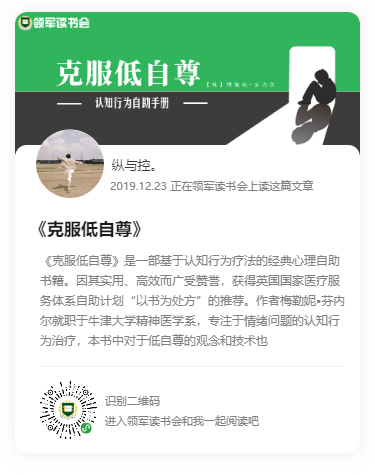 领军读书会
克服低自尊
认知行为自助手册
纵与控。
2019.12.23 正在领军读书会上读这篇文章
《克服低自尊》
《克服低自尊》是一部基于认知行为疗法的经典心理自助
书籍。因其实用、高效而广受赞誉，获得英国国家医疗服
务体系自助计划“以书为处方”的推荐。作者梅勒妮•芬内
尔就职于牛津大学精神医学系，专注于情绪问题的认知行
为治疗，本书中对于低自尊的观念和技术也
识别二维码
进入领军读书会和我一起阅读吧